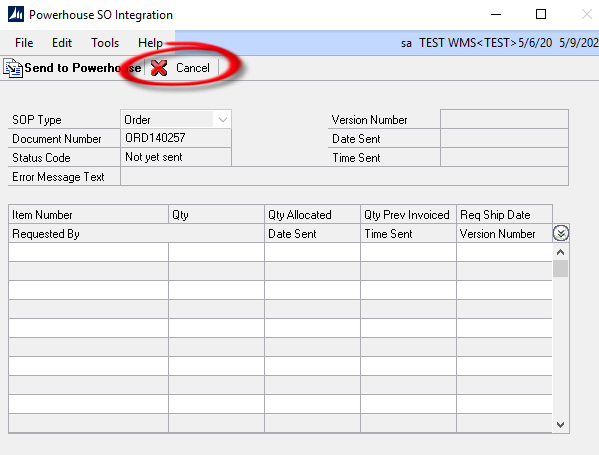 Powerhouse SO Integration
File Edit Tools Help sa TEST WMS<TEST>5/6/20 5/9/202
Send to Powerhouse Cancel
SOP Type Order Version Number
Document Number ORD140257 Date Sent
Status Code Not yet sent Time Sent
Error Message Text
Item Number Qty Qty Allocated Qty Prev Invoiced Req Ship Date
Requested By Date Sent Time Sent Version Number